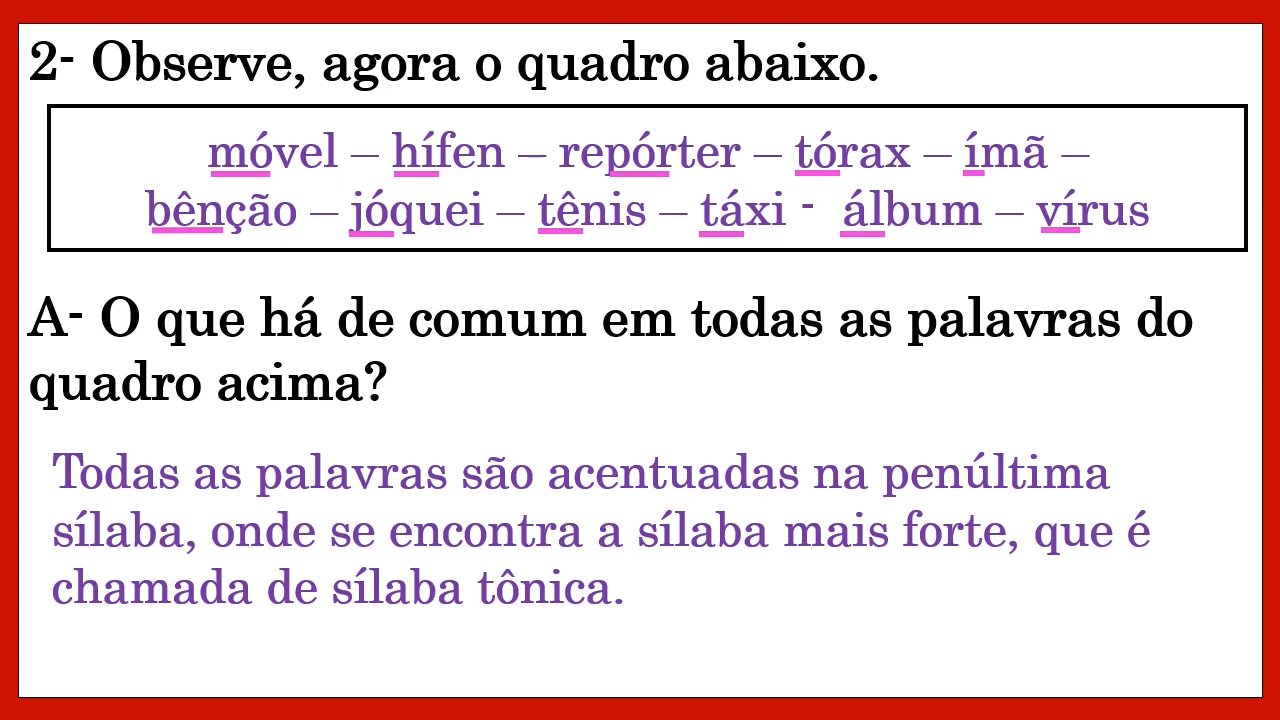 2- Observe, agora o quadro abaixo.
móvel – hífen – repórter – tórax – ímã –
bênção – jóquei – tênis – táxi - álbum – vírus
A- O que há de comum em todas as palavras do
quadro acima?
Todas as palavras são acentuadas na penúltima
sílaba, onde se encontra a sílaba mais forte, que é
chamada de sílaba tônica.